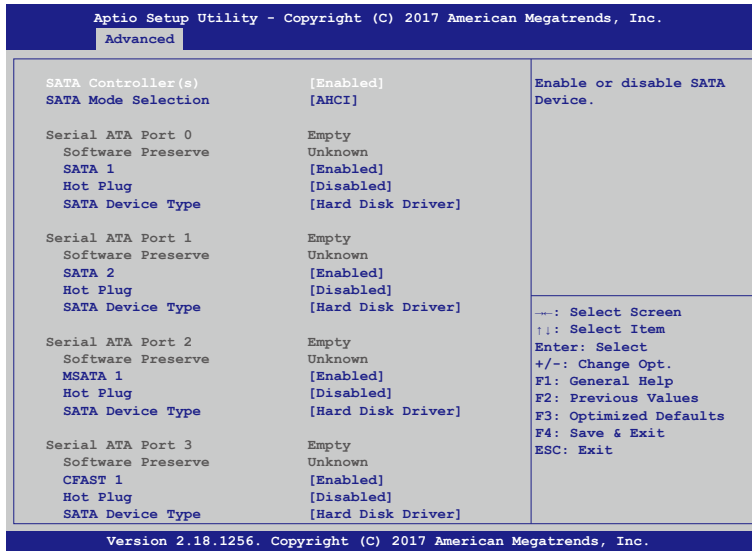 Aptio Setup Utility - Copyright (C) 2017 American Megatrends, Inc.
Advanced
SATA Controller(s) [Enabled]
SATA Mode Selection [AHCI]
Serial ATA Port 0 Empty
Software Preserve Unknown
SATA 1 [Enabled]
Hot Plug [Disabled]
SATA Device Type [Hard Disk Driver]
Serial ATA Port 1 Empty
Software Preserve Unknown
SATA 2 [Enabled]
Hot Plug [Disabled]
SATA Device Type [Hard Disk Driver]
Serial ATA Port 2 Empty
Software Preserve Unknown
MSATA 1 [Enabled]
Hot Plug [Disabled]
SATA Device Type [Hard Disk Driver]
Serial ATA Port 3 Empty
Software Preserve Unknown
CFAST 1 [Enabled]
Hot Plug [Disabled]
SATA Device Type [Hard Disk Driver]
Enable or disable SATA
Device.
→←: Select Screen
↑↓: Select Item
Enter: Select
+/-: Change Opt.
F1: General Help
F2: Previous Values
F3: Optimized Defaults
F4: Save & Exit
ESC: Exit
Version 2.18.1256. Copyright (C) 2017 American Megatrends, Inc.